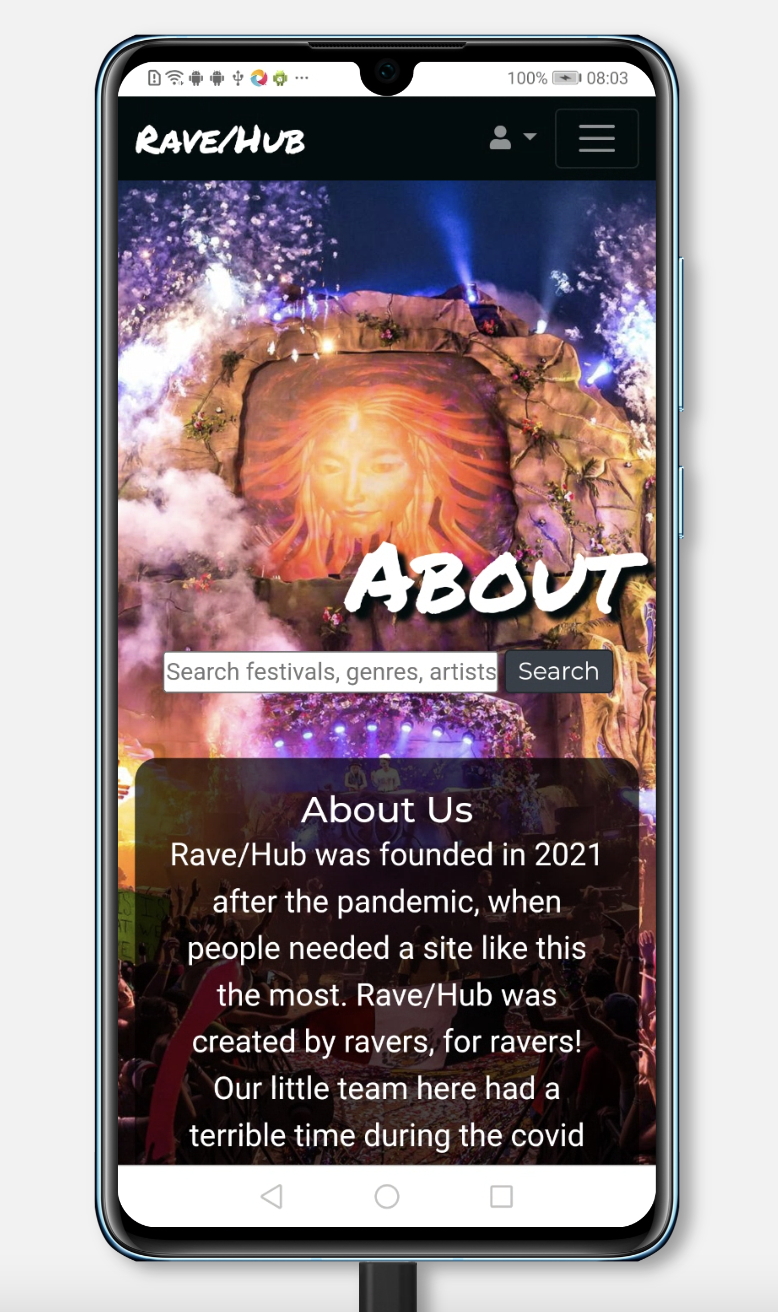 100% 08:03
Rave/Hub
About
Search festivals, genres, artists Search
About Us
Rave/Hub was founded in 2021
after the pandemic, when
people needed a site like this
the most. Rave/Hub was
created by ravers, for ravers!
Our little team here had a
terrible time during the covid